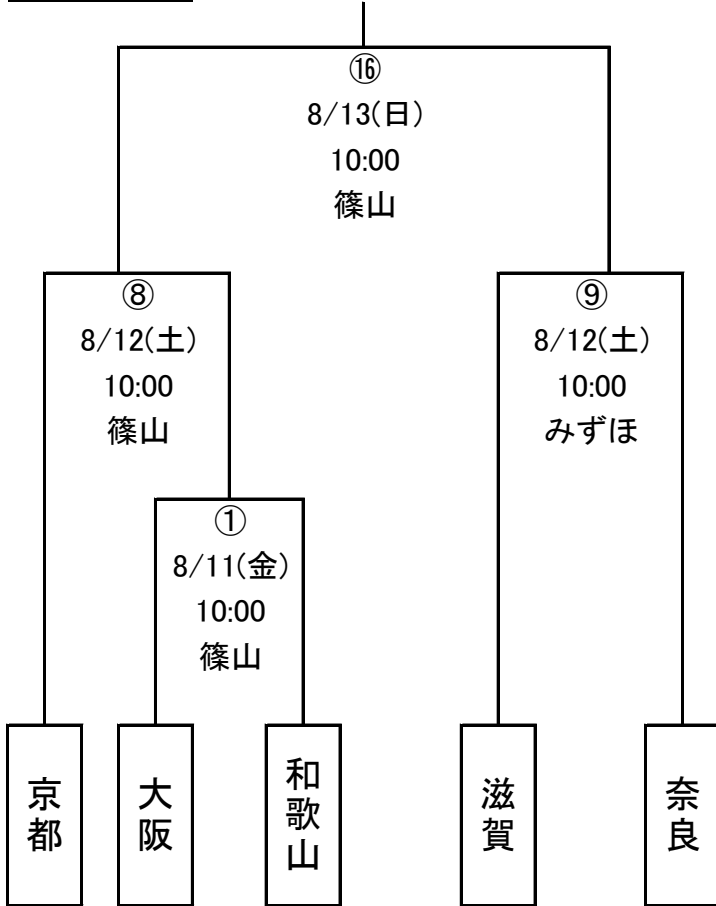 ⑯
8/13(日)
10:00
篠山
⑧
8/12(土)
10:00
篠山
⑨
8/12(土)
10:00
みずほ
①
8/11(金)
10:00
篠山
京都
大阪
和歌山
滋賀
奈良